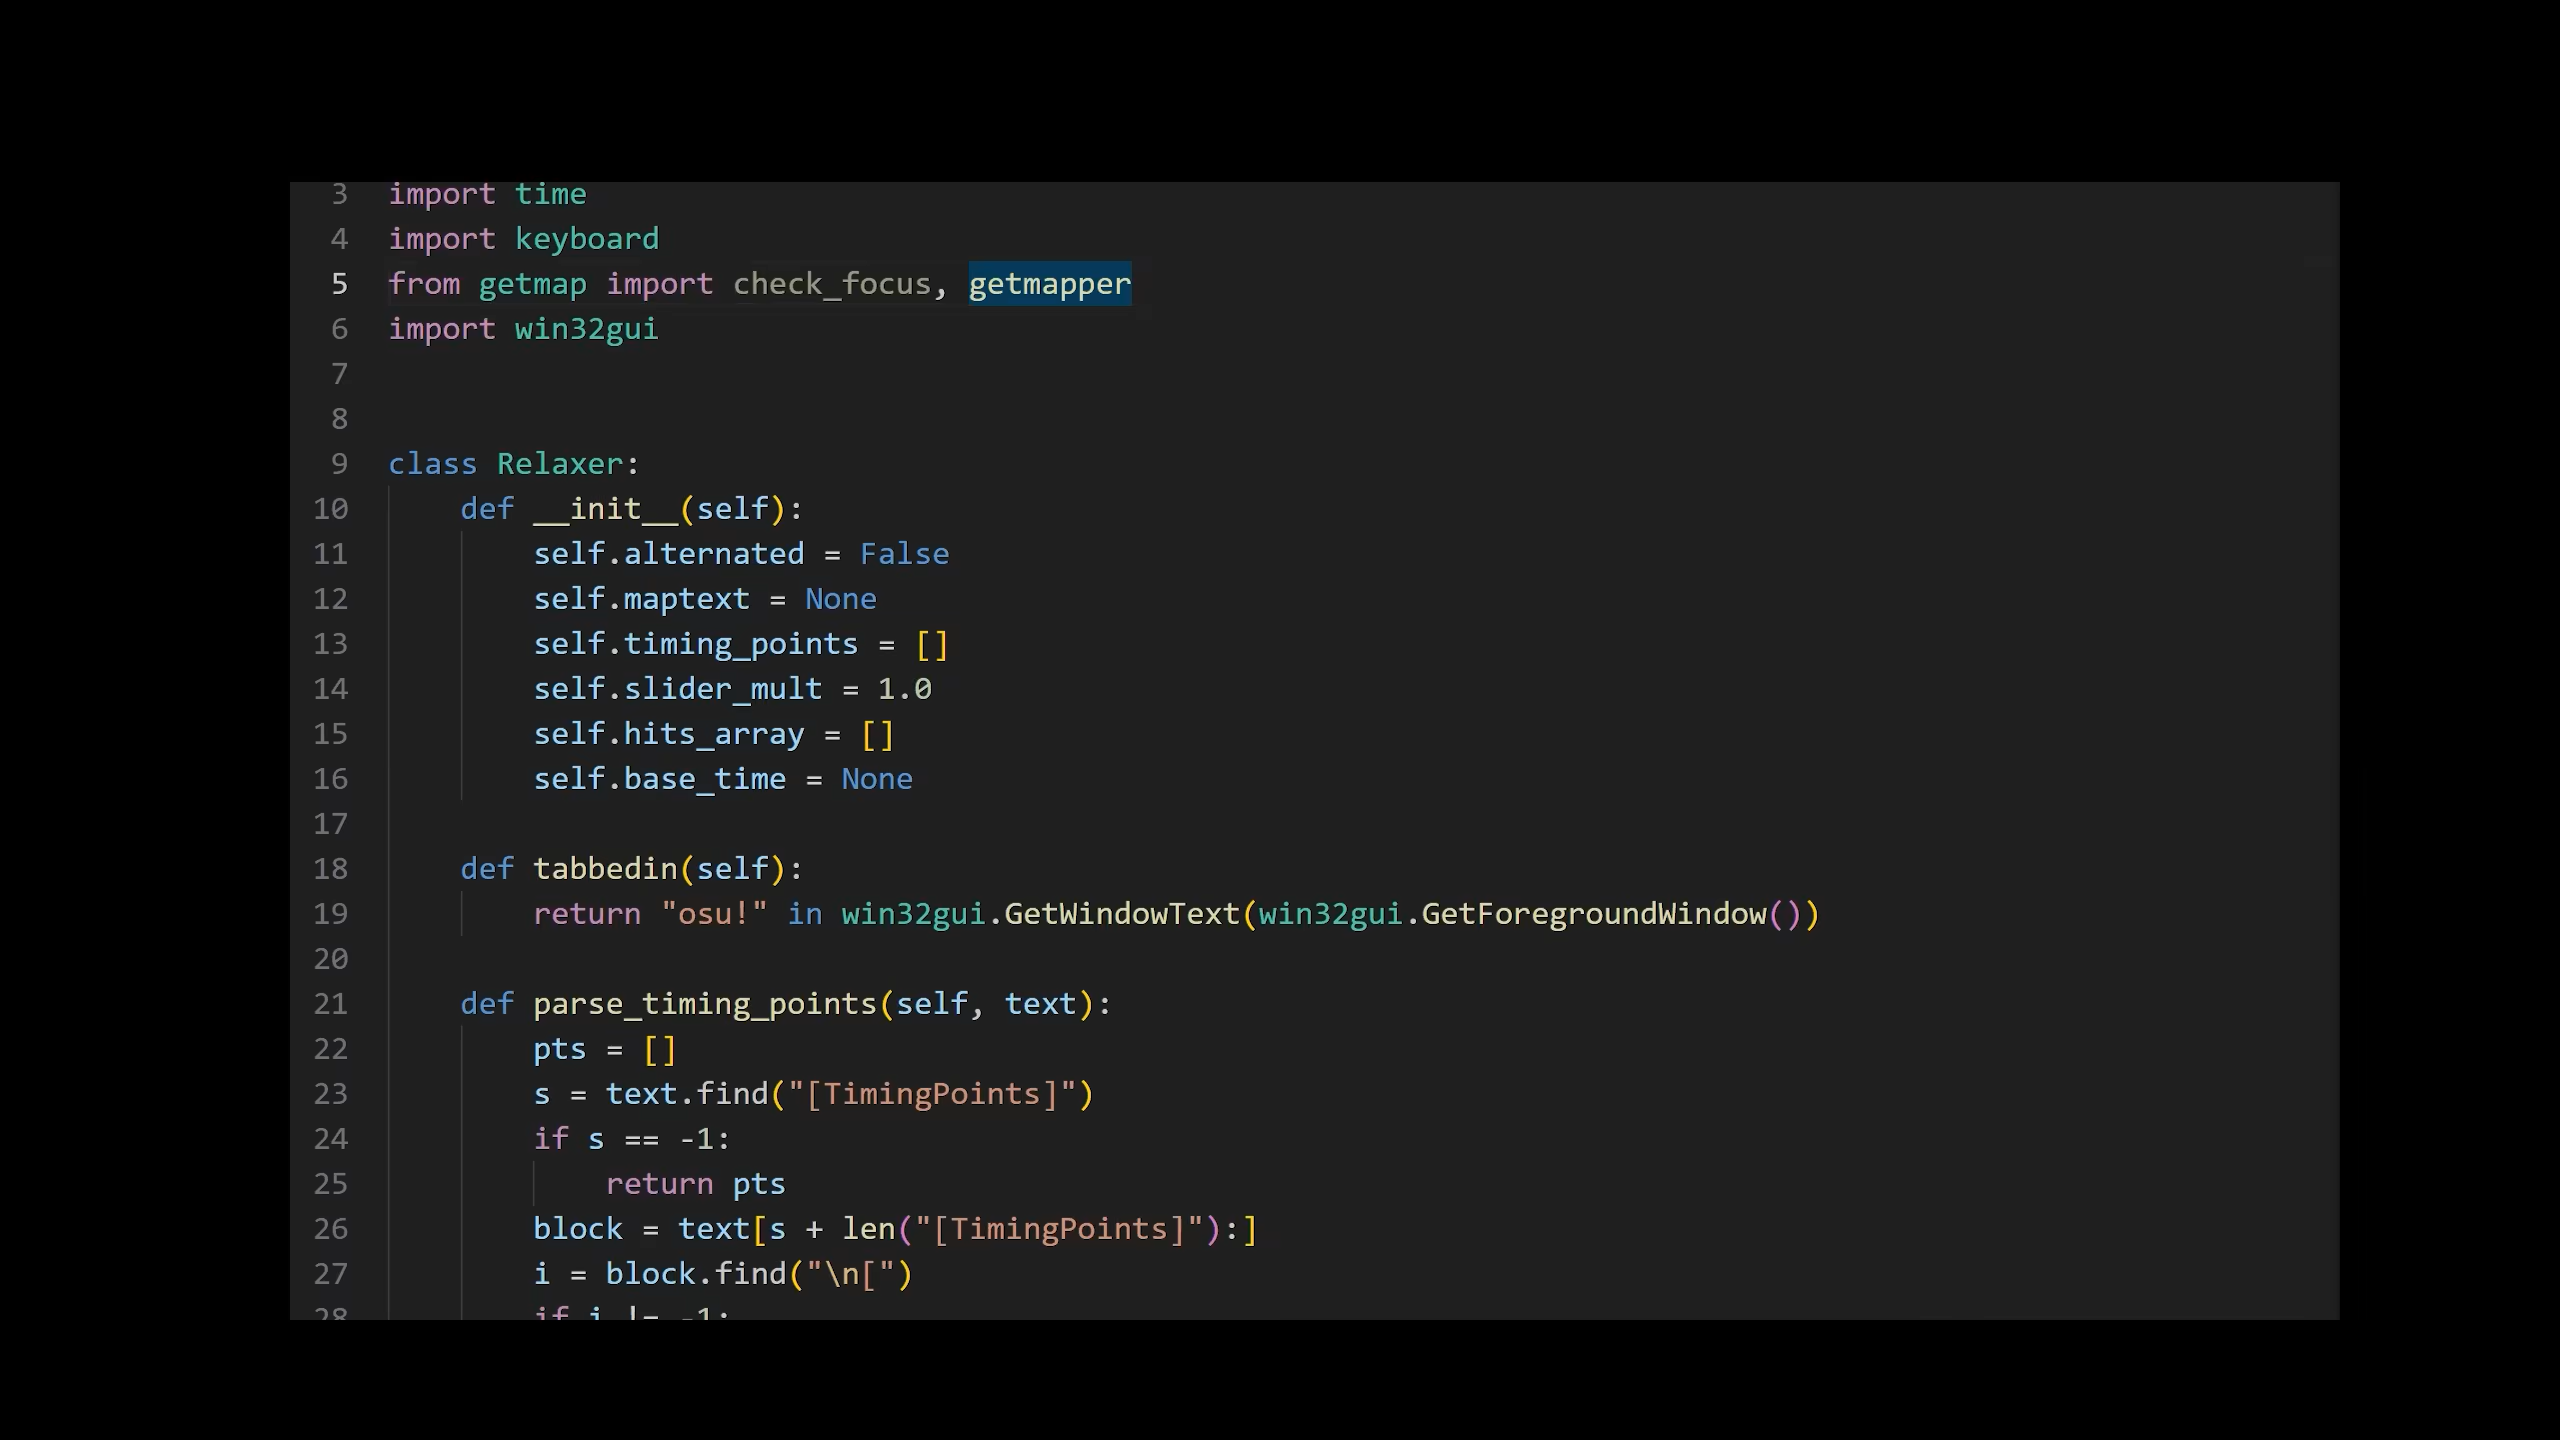 3 import time
4 import keyboard
5 from getmap import check_focus, getmapper
6 import win32gui
7
8
9 class Relaxer:
10     def __init__(self):
11         self.alternated = False
12         self.maptext = None
13         self.timing_points = []
14         self.slider_mult = 1.0
15         self.hits_array = []
16         self.base_time = None
17
18     def tabbedin(self):
19         return "osu!" in win32gui.GetWindowText(win32gui.GetForegroundWindow())
20
21     def parse_timing_points(self, text):
22         pts = []
23         s = text.find("[TimingPoints]")
24         if s == -1:
25             return pts
26         block = text[s + len("[TimingPoints]"):]
27         i = block.find("\n[")
28         if i != -1: